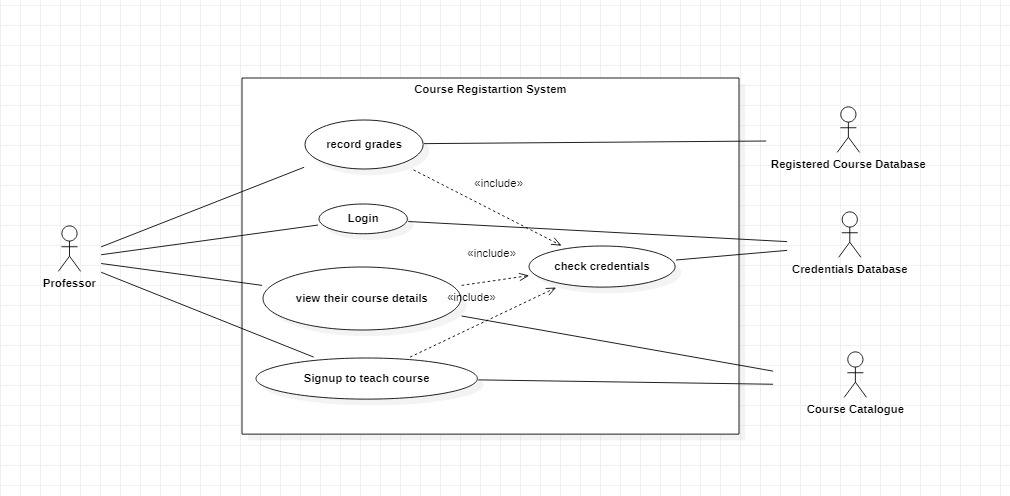 Course Registartion System
record grades
«include»
Registered Course Database
Login
«include»
check credentials
Credentials Database
Professor
view their course details
«include»
Signup to teach course
Course Catalogue